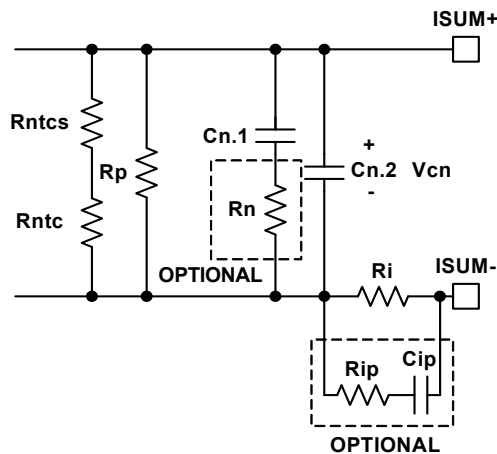 ISUM+
Rntcs
Cn.1
+
Rp
Cn.2 Vcn
-
Rn
Rntc
OPTIONAL
Ri
ISUM-
Rip
Cip
OPTIONAL